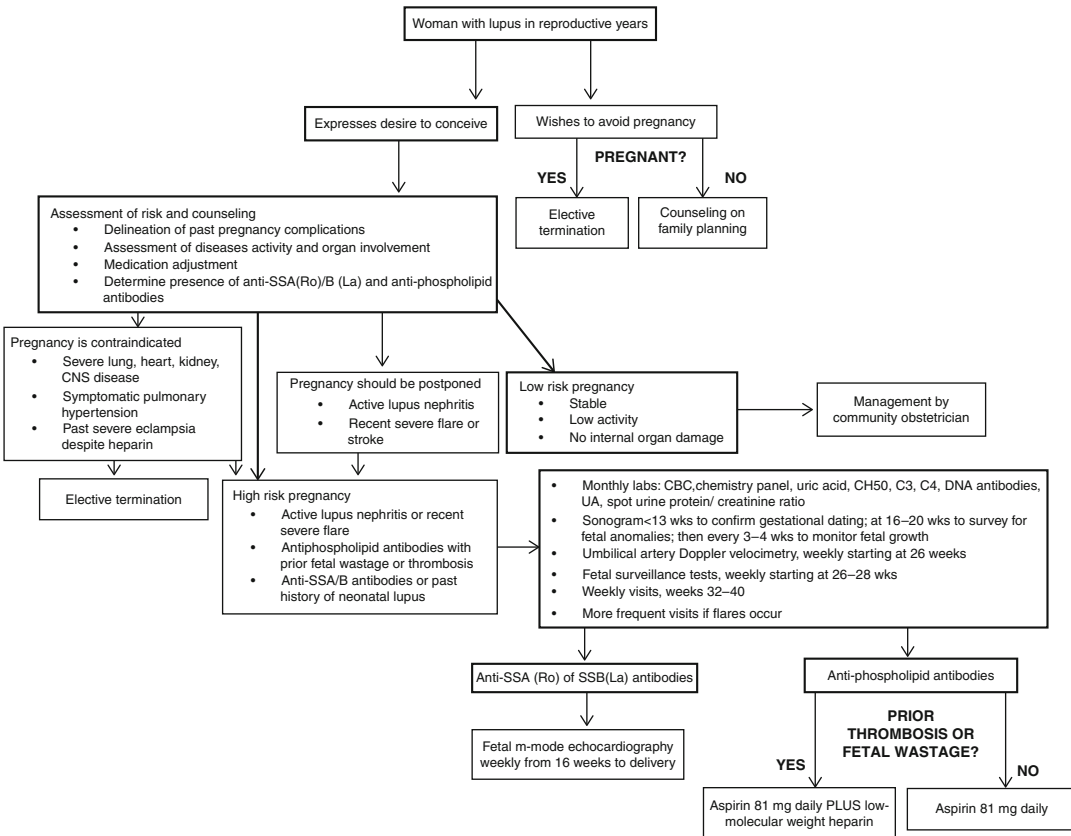 Woman with lupus in reproductive years
Expresses desire to conceive
Wishes to avoid pregnancy
PREGNANT?
YES
NO
Elective
termination
Counseling on
family planning
Assessment of risk and counseling
• Delineation of past pregnancy complications
• Assessment of diseases activity and organ involvement
• Medication adjustment
• Determine presence of anti-SSA(Ro)/B (La) and anti-phospholipid
antibodies
Pregnancy is contraindicated
• Severe lung, heart, kidney,
CNS disease
• Symptomatic pulmonary
hypertension
• Past severe eclampsia
despite heparin
Pregnancy should be postponed
• Active lupus nephritis
• Recent severe flare or
stroke
Low risk pregnancy
• Stable
• Low activity
• No internal organ damage
Management by
community obstetrician
Elective termination
High risk pregnancy
• Active lupus nephritis or recent
severe flare
• Antiphospholipid antibodies with
prior fetal wastage or thrombosis
• Anti-SSA/B antibodies or past
history of neonatal lupus
• Monthly labs: CBC,chemistry panel, uric acid, CH50, C3, C4, DNA antibodies,
UA, spot urine protein/ creatinine ratio
• Sonogram<13 wks to confirm gestational dating; at 16–20 wks to survey for
fetal anomalies; then every 3–4 wks to monitor fetal growth
• Umbilical artery Doppler velocimetry, weekly starting at 26 weeks
• Fetal surveillance tests, weekly starting at 26–28 wks
• Weekly visits, weeks 32–40
• More frequent visits if flares occur
Anti-SSA (Ro) of SSB(La) antibodies
Anti-phospholipid antibodies
Fetal m-mode echocardiography
weekly from 16 weeks to delivery
PRIOR
THROMBOSIS OR
FETAL WASTAGE?
YES
NO
Aspirin 81 mg daily PLUS low-
molecular weight heparin
Aspirin 81 mg daily